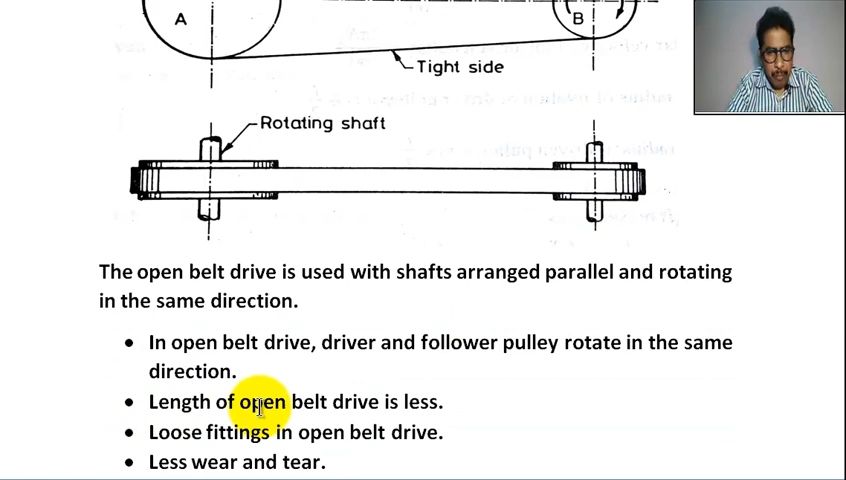 A
B
Tight side
Rotating shaft
The open belt drive is used with shafts arranged parallel and rotating
in the same direction.
• In open belt drive, driver and follower pulley rotate in the same
direction.
• Length of open belt drive is less.
• Loose fittings in open belt drive.
• Less wear and tear.